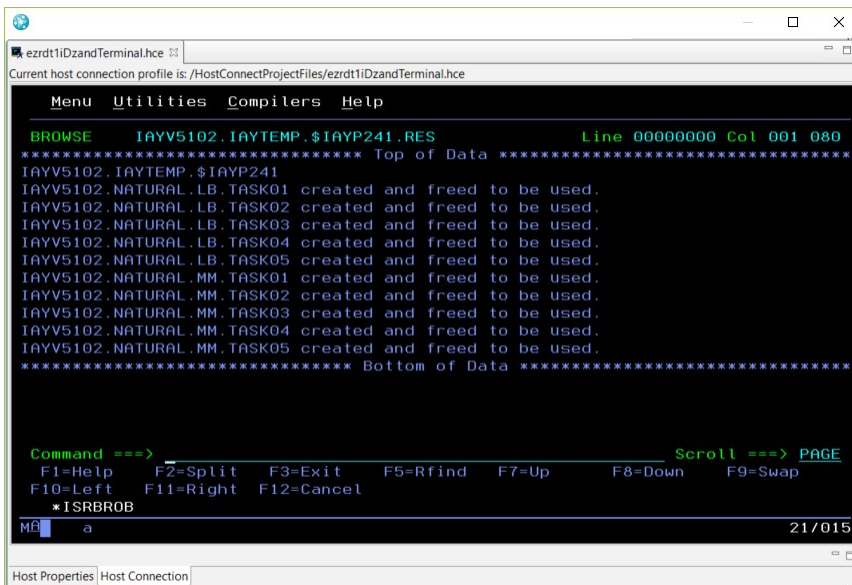 ezrdt1iDzandTerminal.hce
Current host connection profile is: /HostConnectProjectFiles/ezrdt1iDzandTerminal.hce
Menu Utilities Compilers Help
BROWSE IAYV5102.IAYTEMP.$IAYP241.RES Line 00000000 Col 001 080
********************************* Top of Data **********************************
IAYV5102.IAYTEMP.$IAYP241
IAYV5102.NATURAL.LB.TASK01 created and freed to be used.
IAYV5102.NATURAL.LB.TASK02 created and freed to be used.
IAYV5102.NATURAL.LB.TASK03 created and freed to be used.
IAYV5102.NATURAL.LB.TASK04 created and freed to be used.
IAYV5102.NATURAL.LB.TASK05 created and freed to be used.
IAYV5102.NATURAL.MM.TASK01 created and freed to be used.
IAYV5102.NATURAL.MM.TASK02 created and freed to be used.
IAYV5102.NATURAL.MM.TASK03 created and freed to be used.
IAYV5102.NATURAL.MM.TASK04 created and freed to be used.
IAYV5102.NATURAL.MM.TASK05 created and freed to be used.
******************************** Bottom of Data ********************************
Command ===> Scroll ===> PAGE
F1=Help F2=Split F3=Exit F5=Rfind F7=Up F8=Down F9=Swap
F10=Left F11=Right F12=Cancel
*ISRBROB
MA a 21/015
Host Properties Host Connection